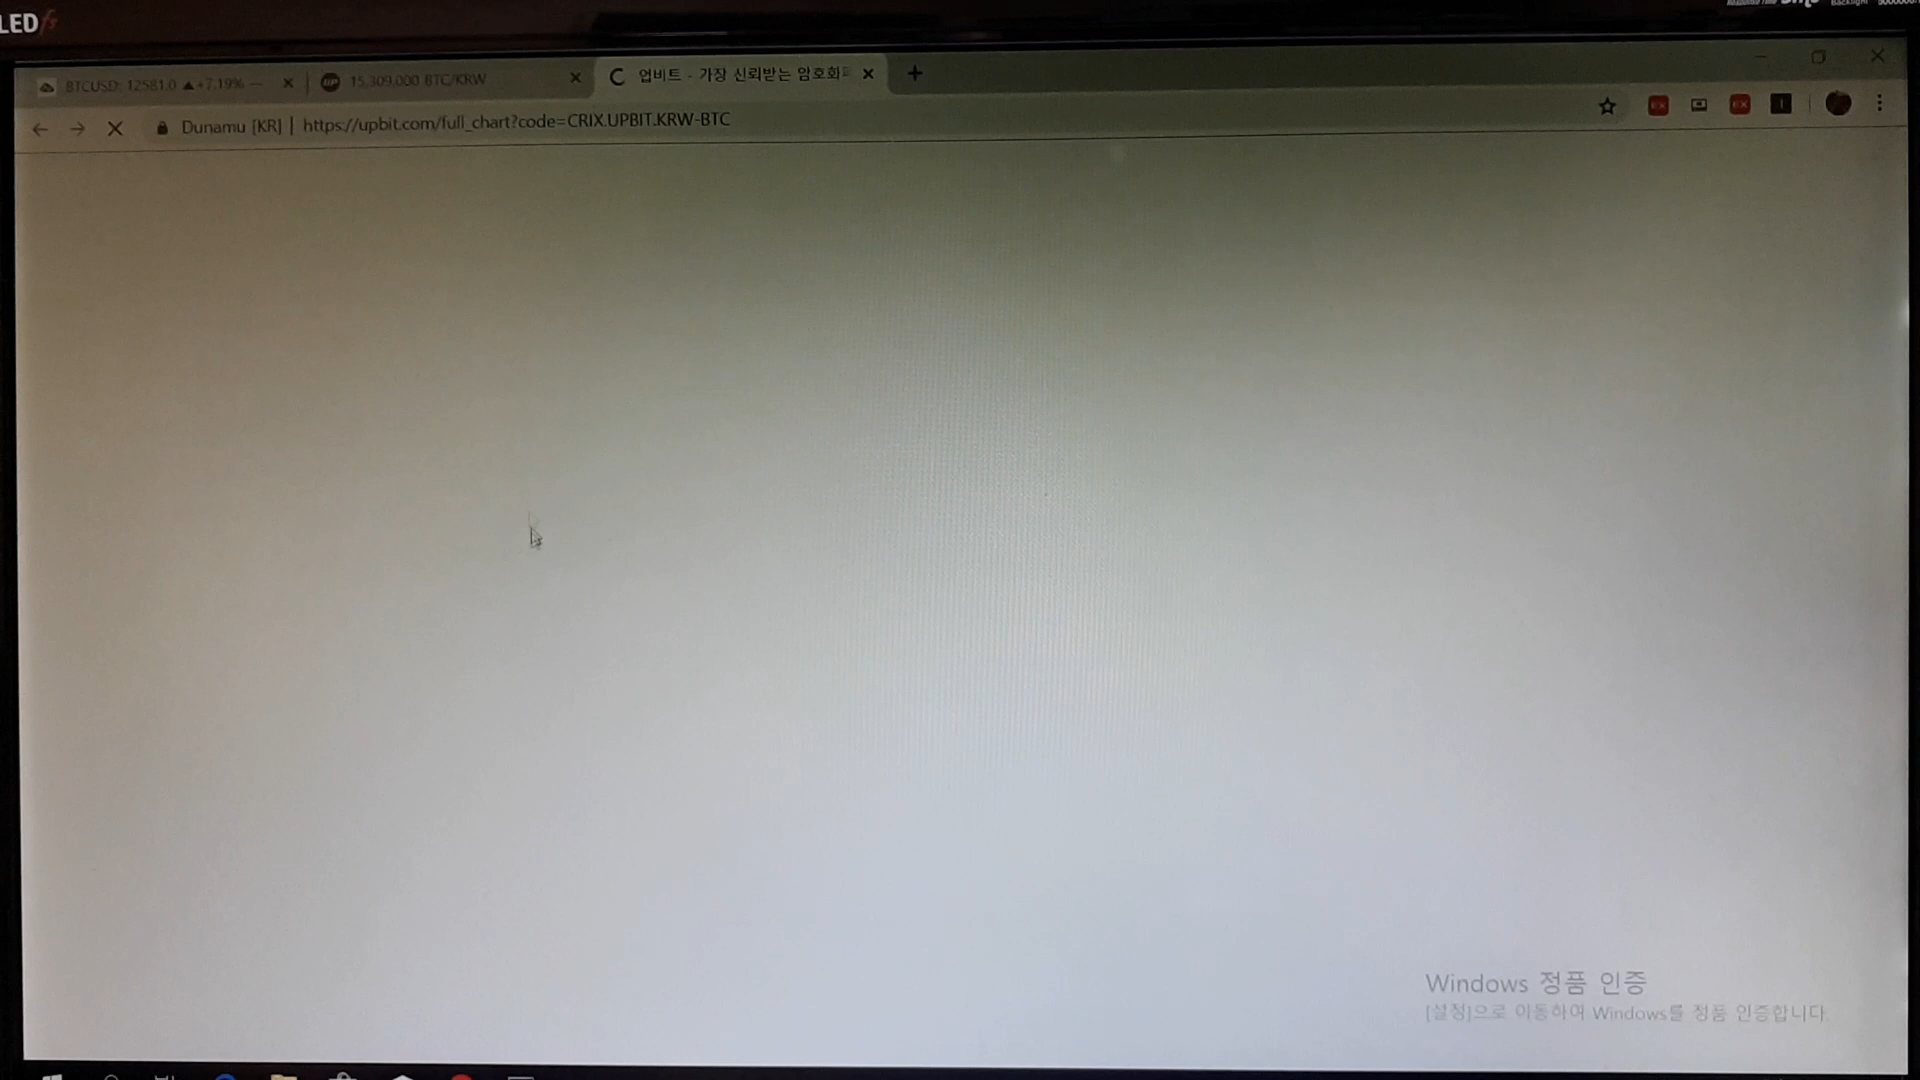 LED
BTCUSD: 12581.0 ▲+7.19% —
15,309,000 BTC/KRW
업비트 - 가장 신뢰받는 암호화
Dunamu [KR] | https://upbit.com/full_chart?code=CRIX.UPBIT.KRW-BTC
Windows 정품 인증
[설정]으로 이동하여 Windows를 정품 인증합니다.